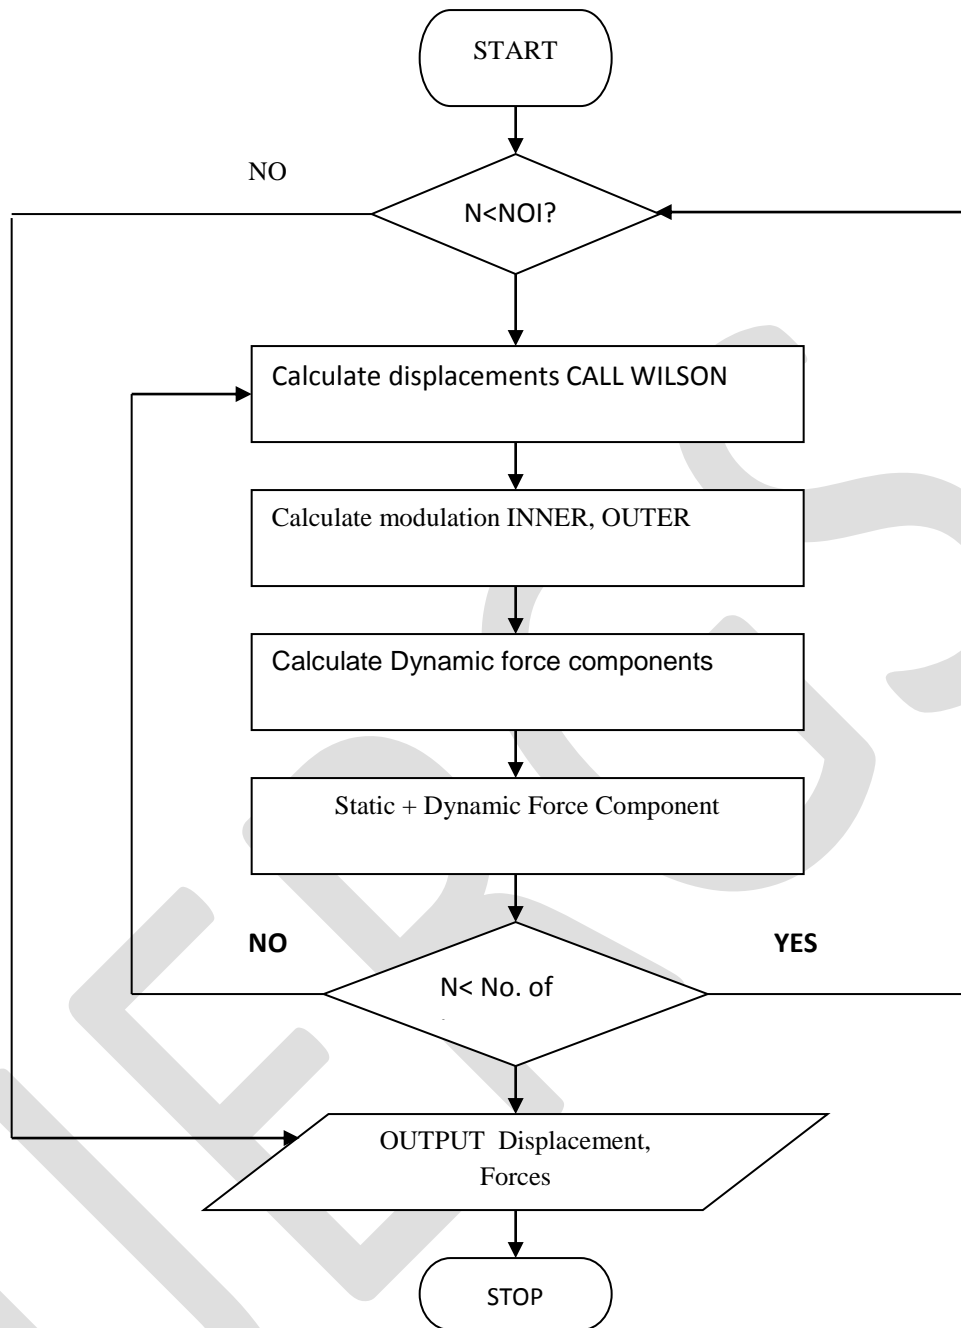 START
NO
N<NOI?
Calculate displacements CALL WILSON
Calculate modulation INNER, OUTER
Calculate Dynamic force components
Static + Dynamic Force Component
NO
YES
N< No. of
OUTPUT Displacement,
Forces
STOP